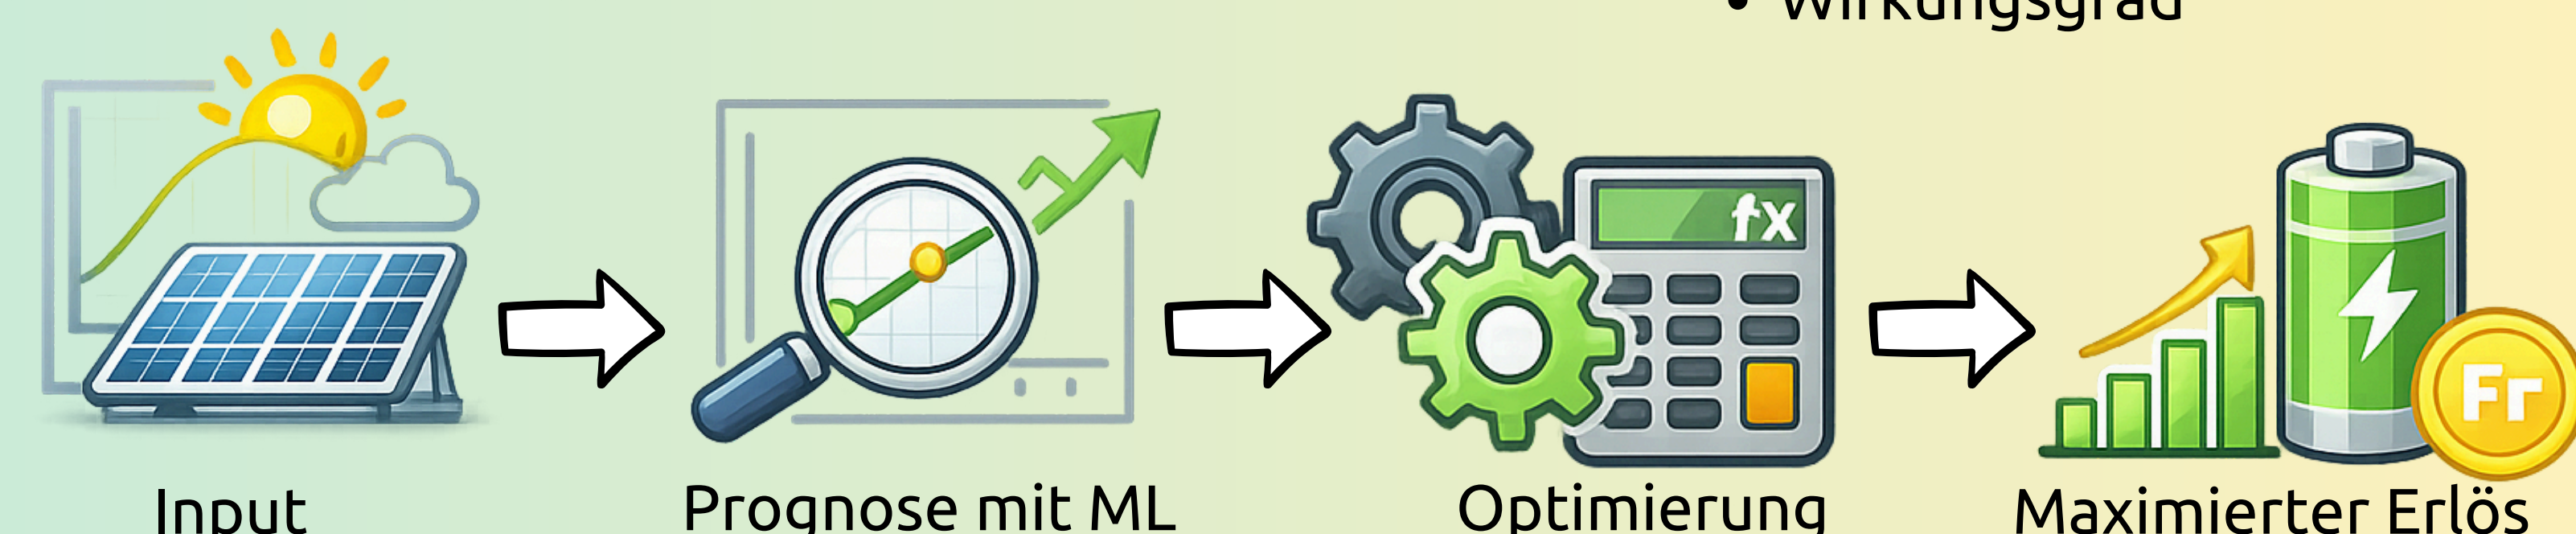 • Wirkungsgrad
fx
Fr
Input
Prognose mit ML
Optimierung
Maximierter Erlös